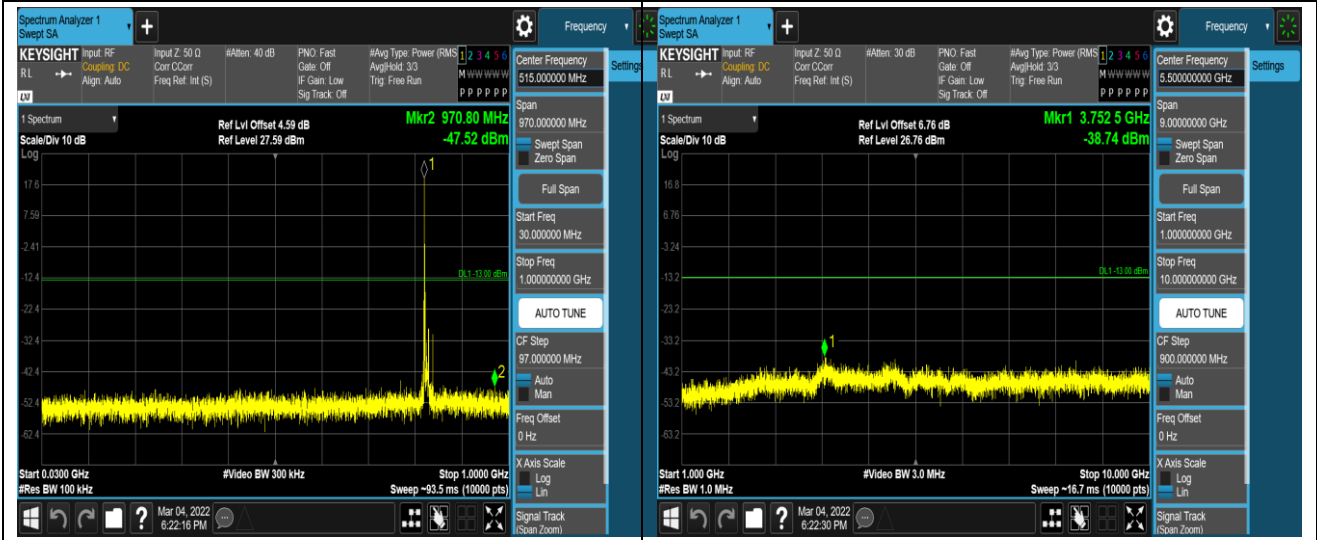 Spectrum Analyzer 1
Swept SA
Frequency
KEYSIGHT
Input: RF
Coupling: DC
Align: Auto
Input Z: 50 Ω
Corr CCorr
Freq Ref: Int (S)
#Atten: 40 dB
PNO: Fast
Gate: Off
IF Gain: Low
Sig Track: Off
#Avg Type: Power (RMS
Avg|Hold: 3/3
Trig: Free Run
1 2 3 4 5 6
M W W W W W
P P P P P P
RL
LXI
Center Frequency
515.000000 MHz
Settings
1 Spectrum
Scale/Div 10 dB
Log
Ref Lvl Offset 4.59 dB
Ref Level 27.59 dBm
Mkr2 970.80 MHz
-47.52 dBm
Span
970.000000 MHz
Swept Span
Zero Span
Full Span
Start Freq
30.000000 MHz
Stop Freq
1.000000000 GHz
AUTO TUNE
CF Step
97.000000 MHz
Auto
Man
Freq Offset
0 Hz
X Axis Scale
Log
Lin
Signal Track
(Span Zoom)
1
17.6
7.59
-2.41
-12.4
DL1 -13.00 dBm
-22.4
-32.4
-42.4
2
-52.4
-62.4
Start 0.0300 GHz
#Res BW 100 kHz
#Video BW 300 kHz
Stop 1.0000 GHz
Sweep ~93.5 ms (10000 pts)
?
Mar 04, 2022
6:22:16 PM
Spectrum Analyzer 1
Swept SA
Frequency
KEYSIGHT
Input: RF
Coupling: DC
Align: Auto
Input Z: 50 Ω
Corr CCorr
Freq Ref: Int (S)
#Atten: 30 dB
PNO: Fast
Gate: Off
IF Gain: Low
Sig Track: Off
#Avg Type: Power (RMS
Avg|Hold: 3/3
Trig: Free Run
1 2 3 4 5 6
M W W W W W
P P P P P P
RL
LXI
Center Frequency
5.500000000 GHz
Settings
1 Spectrum
Scale/Div 10 dB
Log
Ref Lvl Offset 6.76 dB
Ref Level 26.76 dBm
Mkr1 3.752 5 GHz
-38.74 dBm
Span
9.00000000 GHz
Swept Span
Zero Span
Full Span
Start Freq
1.000000000 GHz
Stop Freq
10.000000000 GHz
AUTO TUNE
CF Step
900.000000 MHz
Auto
Man
Freq Offset
0 Hz
X Axis Scale
Log
Lin
Signal Track
(Span Zoom)
16.8
6.76
-3.24
-13.2
DL1 -13.00 dBm
-23.2
-33.2
1
-43.2
-53.2
-63.2
Start 1.000 GHz
#Res BW 1.0 MHz
#Video BW 3.0 MHz
Stop 10.000 GHz
Sweep ~16.7 ms (10000 pts)
?
Mar 04, 2022
6:22:30 PM